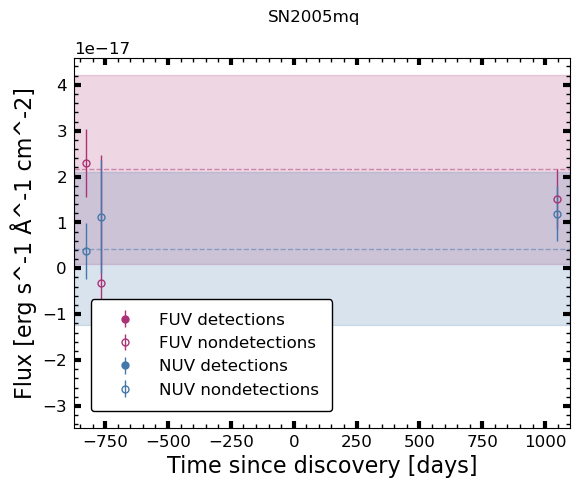 SN2005mq
1e−17
4
3
2
1
0
−1
−2
−3
Flux [erg s^-1 Å^-1 cm^-2]
FUV detections
FUV nondetections
NUV detections
NUV nondetections
−750 −500 −250 0 250 500 750 1000
Time since discovery [days]